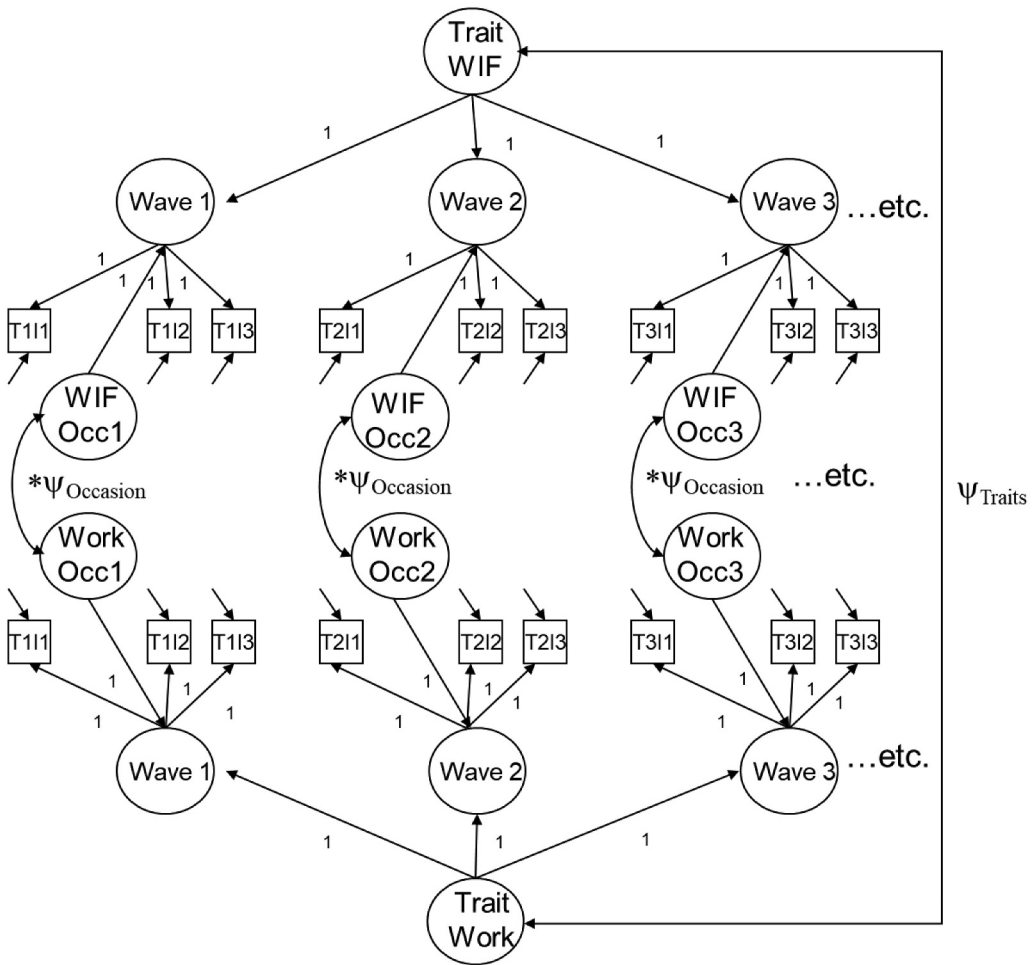 Trait
WIF
1
1
1
Wave 1
Wave 2
Wave 3
...etc.
1
1
1
1
1
1
1
1
1
1
T1I1
T1I2
T1I3
T2I1
T2I2
T2I3
T3I1
T3I2
T3I3
WIF
Occ1
WIF
Occ2
WIF
Occ3
*ΨOccasion
*ΨOccasion
*ΨOccasion
...etc.
ΨTraits
Work
Occ1
Work
Occ2
Work
Occ3
T1I1
T1I2
T1I3
T2I1
T2I2
T2I3
T3I1
T3I2
T3I3
1
1
1
1
1
1
1
1
1
1
1
1
Wave 1
Wave 2
Wave 3
...etc.
1
1
1
Trait
Work